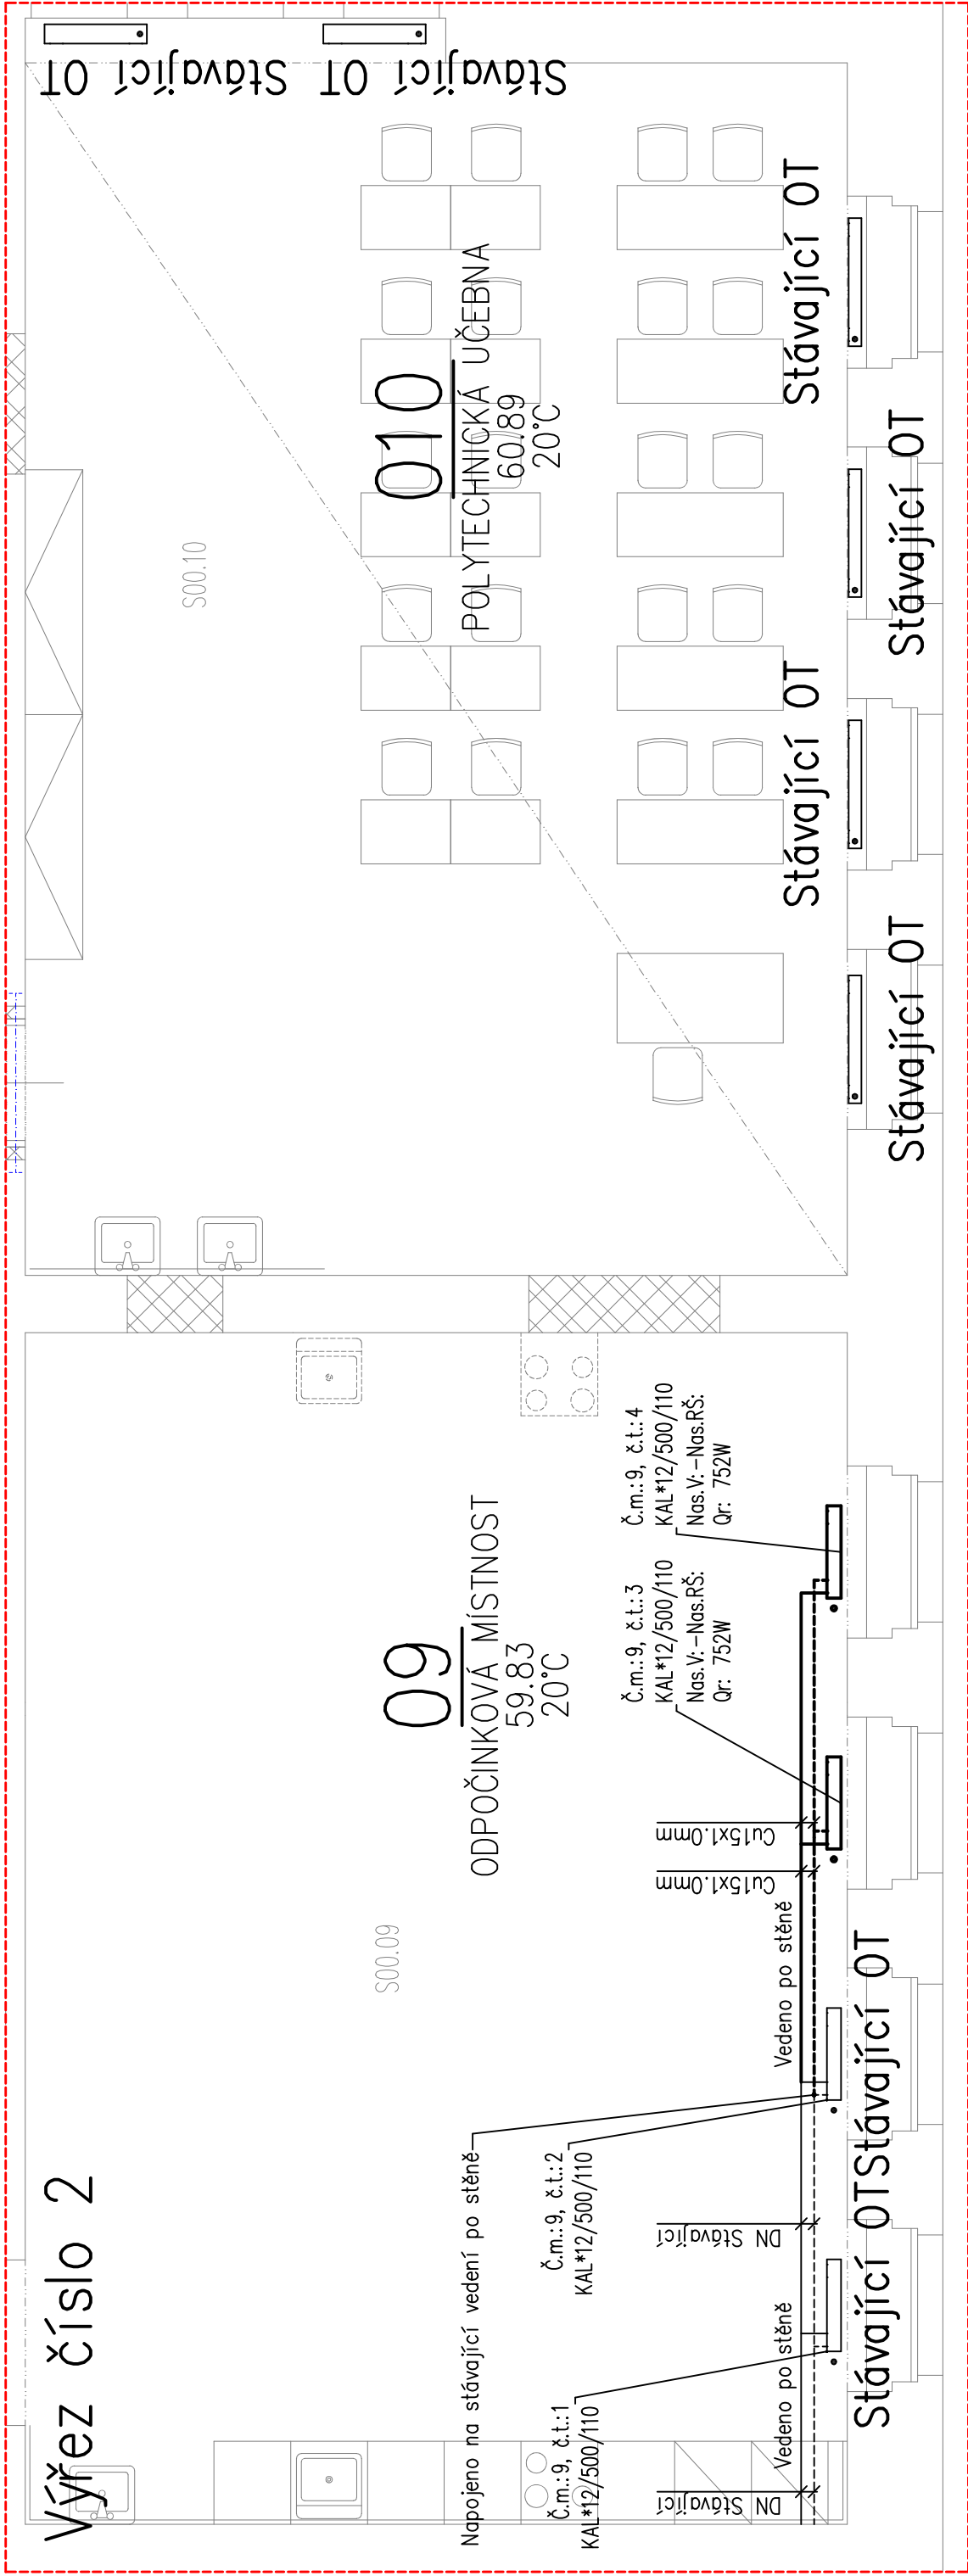 Výřez číslo 2
Napojeno na stávající vedení po stěně
Č.m.:9, č.t.:1
KAL*12/500/110
Č.m.:9, č.t.:2
KAL*12/500/110
DN Stávající
DN Stávající
Vedeno po stěně
Vedeno po stěně
Stávající OT
Stávající OT
S00.09
09
ODPOČINKOVÁ MÍSTNOST
59.83
20°C
Cu15x1.0mm
Cu15x1.0mm
Č.m.:9, č.t.:3
KAL*12/500/110
Nas.V:-Nas.RŠ:
Qr: 752W
Č.m.:9, č.t.:4
KAL*12/500/110
Nas.V:-Nas.RŠ:
Qr: 752W
S00.10
010
POLYTECHNICKÁ UČEBNA
60.89
20°C
Stávající OT
Stávající OT
Stávající OT
Stávající OT
Stávající OT
Stávající OT